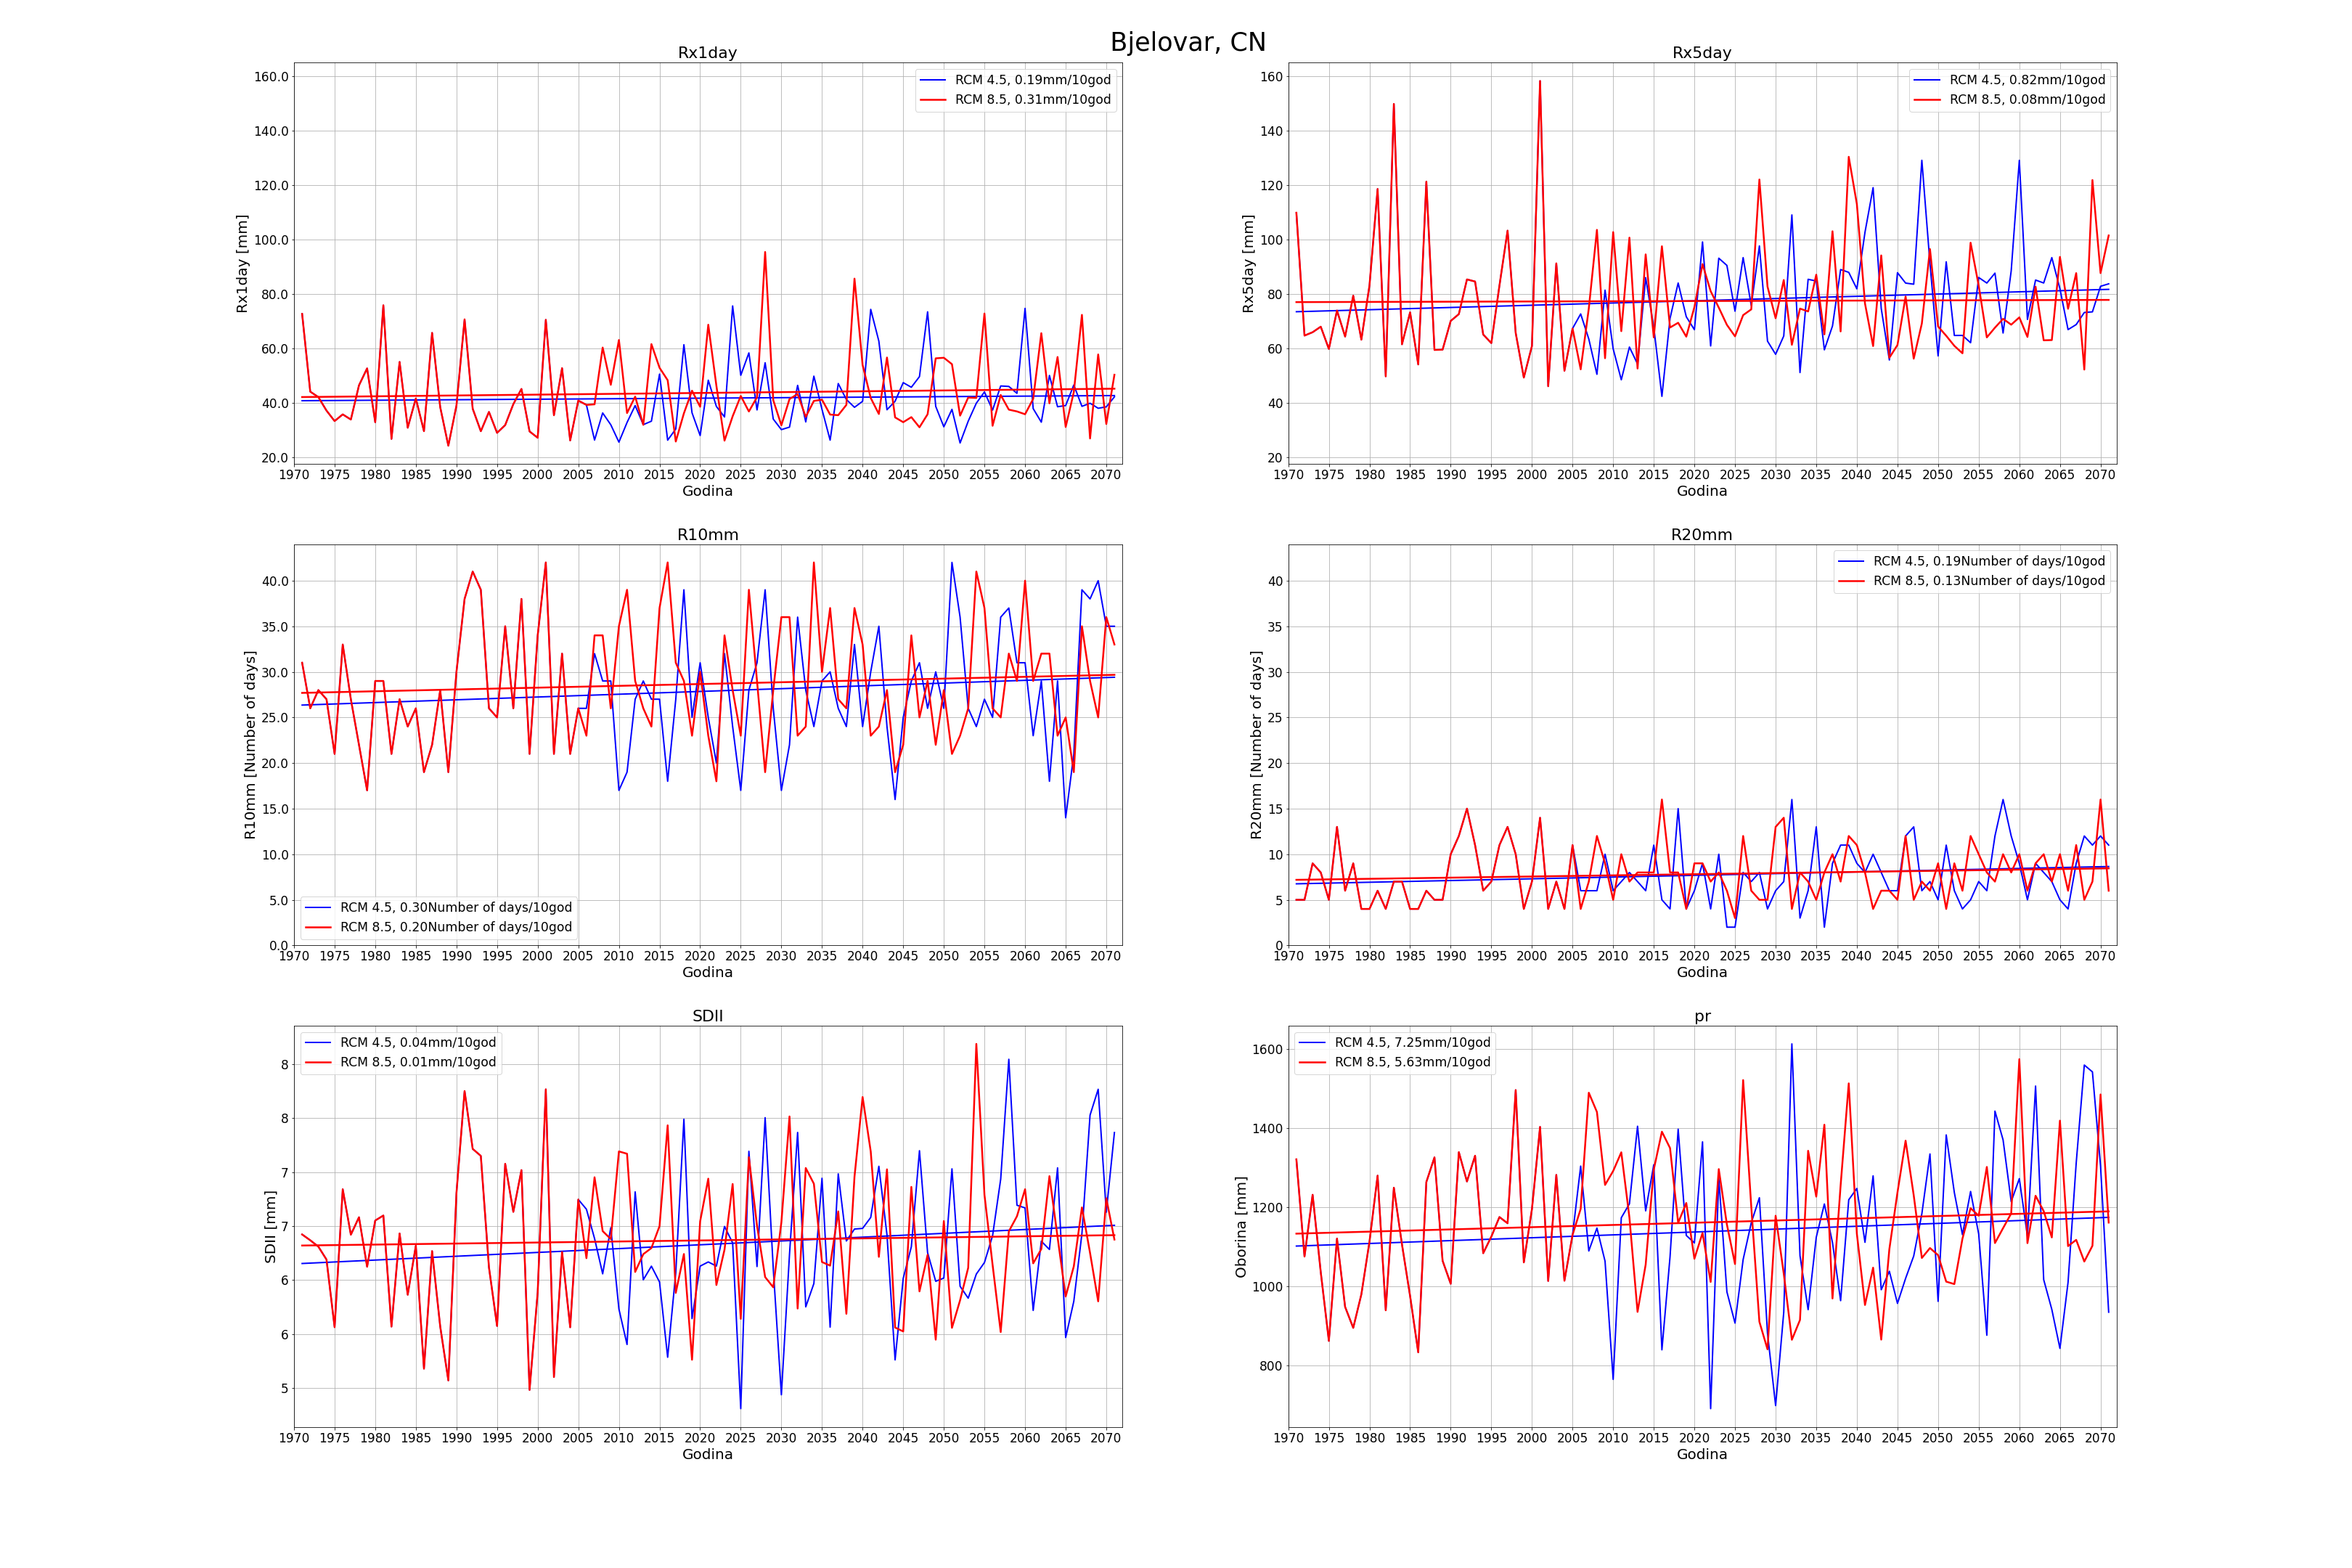 Bjelovar, CN
Rx1day
160.0
140.0
120.0
100.0
80.0
60.0
40.0
20.0
Rx1day [mm]
RCM 4.5, 0.19mm/10god
RCM 8.5, 0.31mm/10god
1970 1975 1980 1985 1990 1995 2000 2005 2010 2015 2020 2025 2030 2035 2040 2045 2050 2055 2060 2065 2070
Godina
Rx5day
160
140
120
100
80
60
40
20
Rx5day [mm]
RCM 4.5, 0.82mm/10god
RCM 8.5, 0.08mm/10god
1970 1975 1980 1985 1990 1995 2000 2005 2010 2015 2020 2025 2030 2035 2040 2045 2050 2055 2060 2065 2070
Godina
R10mm
40.0
35.0
30.0
25.0
20.0
15.0
10.0
5.0
0.0
R10mm [Number of days]
RCM 4.5, 0.30Number of days/10god
RCM 8.5, 0.20Number of days/10god
1970 1975 1980 1985 1990 1995 2000 2005 2010 2015 2020 2025 2030 2035 2040 2045 2050 2055 2060 2065 2070
Godina
R20mm
40
35
30
25
20
15
10
5
0
R20mm [Number of days]
RCM 4.5, 0.19Number of days/10god
RCM 8.5, 0.13Number of days/10god
1970 1975 1980 1985 1990 1995 2000 2005 2010 2015 2020 2025 2030 2035 2040 2045 2050 2055 2060 2065 2070
Godina
SDII
8
8
7
7
6
6
5
SDII [mm]
RCM 4.5, 0.04mm/10god
RCM 8.5, 0.01mm/10god
1970 1975 1980 1985 1990 1995 2000 2005 2010 2015 2020 2025 2030 2035 2040 2045 2050 2055 2060 2065 2070
Godina
pr
1600
1400
1200
1000
800
Oborina [mm]
RCM 4.5, 7.25mm/10god
RCM 8.5, 5.63mm/10god
1970 1975 1980 1985 1990 1995 2000 2005 2010 2015 2020 2025 2030 2035 2040 2045 2050 2055 2060 2065 2070
Godina